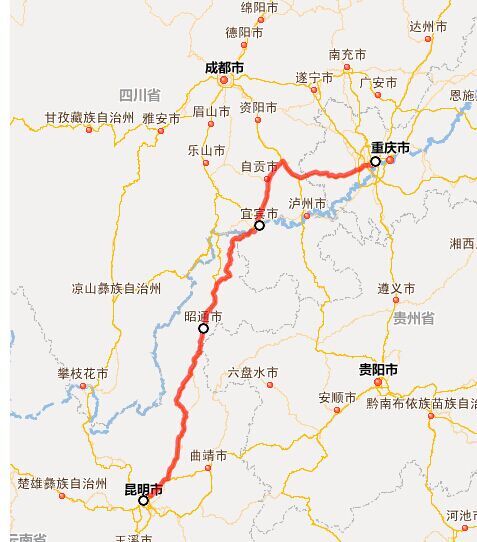 绵阳市
达州市
德阳市
南充市
成都市
遂宁市
广安市
恩施
四川省
资阳市
眉山市
甘孜藏族自治州
雅安市
重庆市
乐山市
自贡市
泸州市
宜宾市
湘西
凉山彝族自治州
遵义市
昭通市
贵州省
攀枝花市
六盘水市
贵阳市
安顺市
黔南布依族苗族自治
曲靖市
楚雄彝族自治州
昆明市
河池
云南省
玉溪市